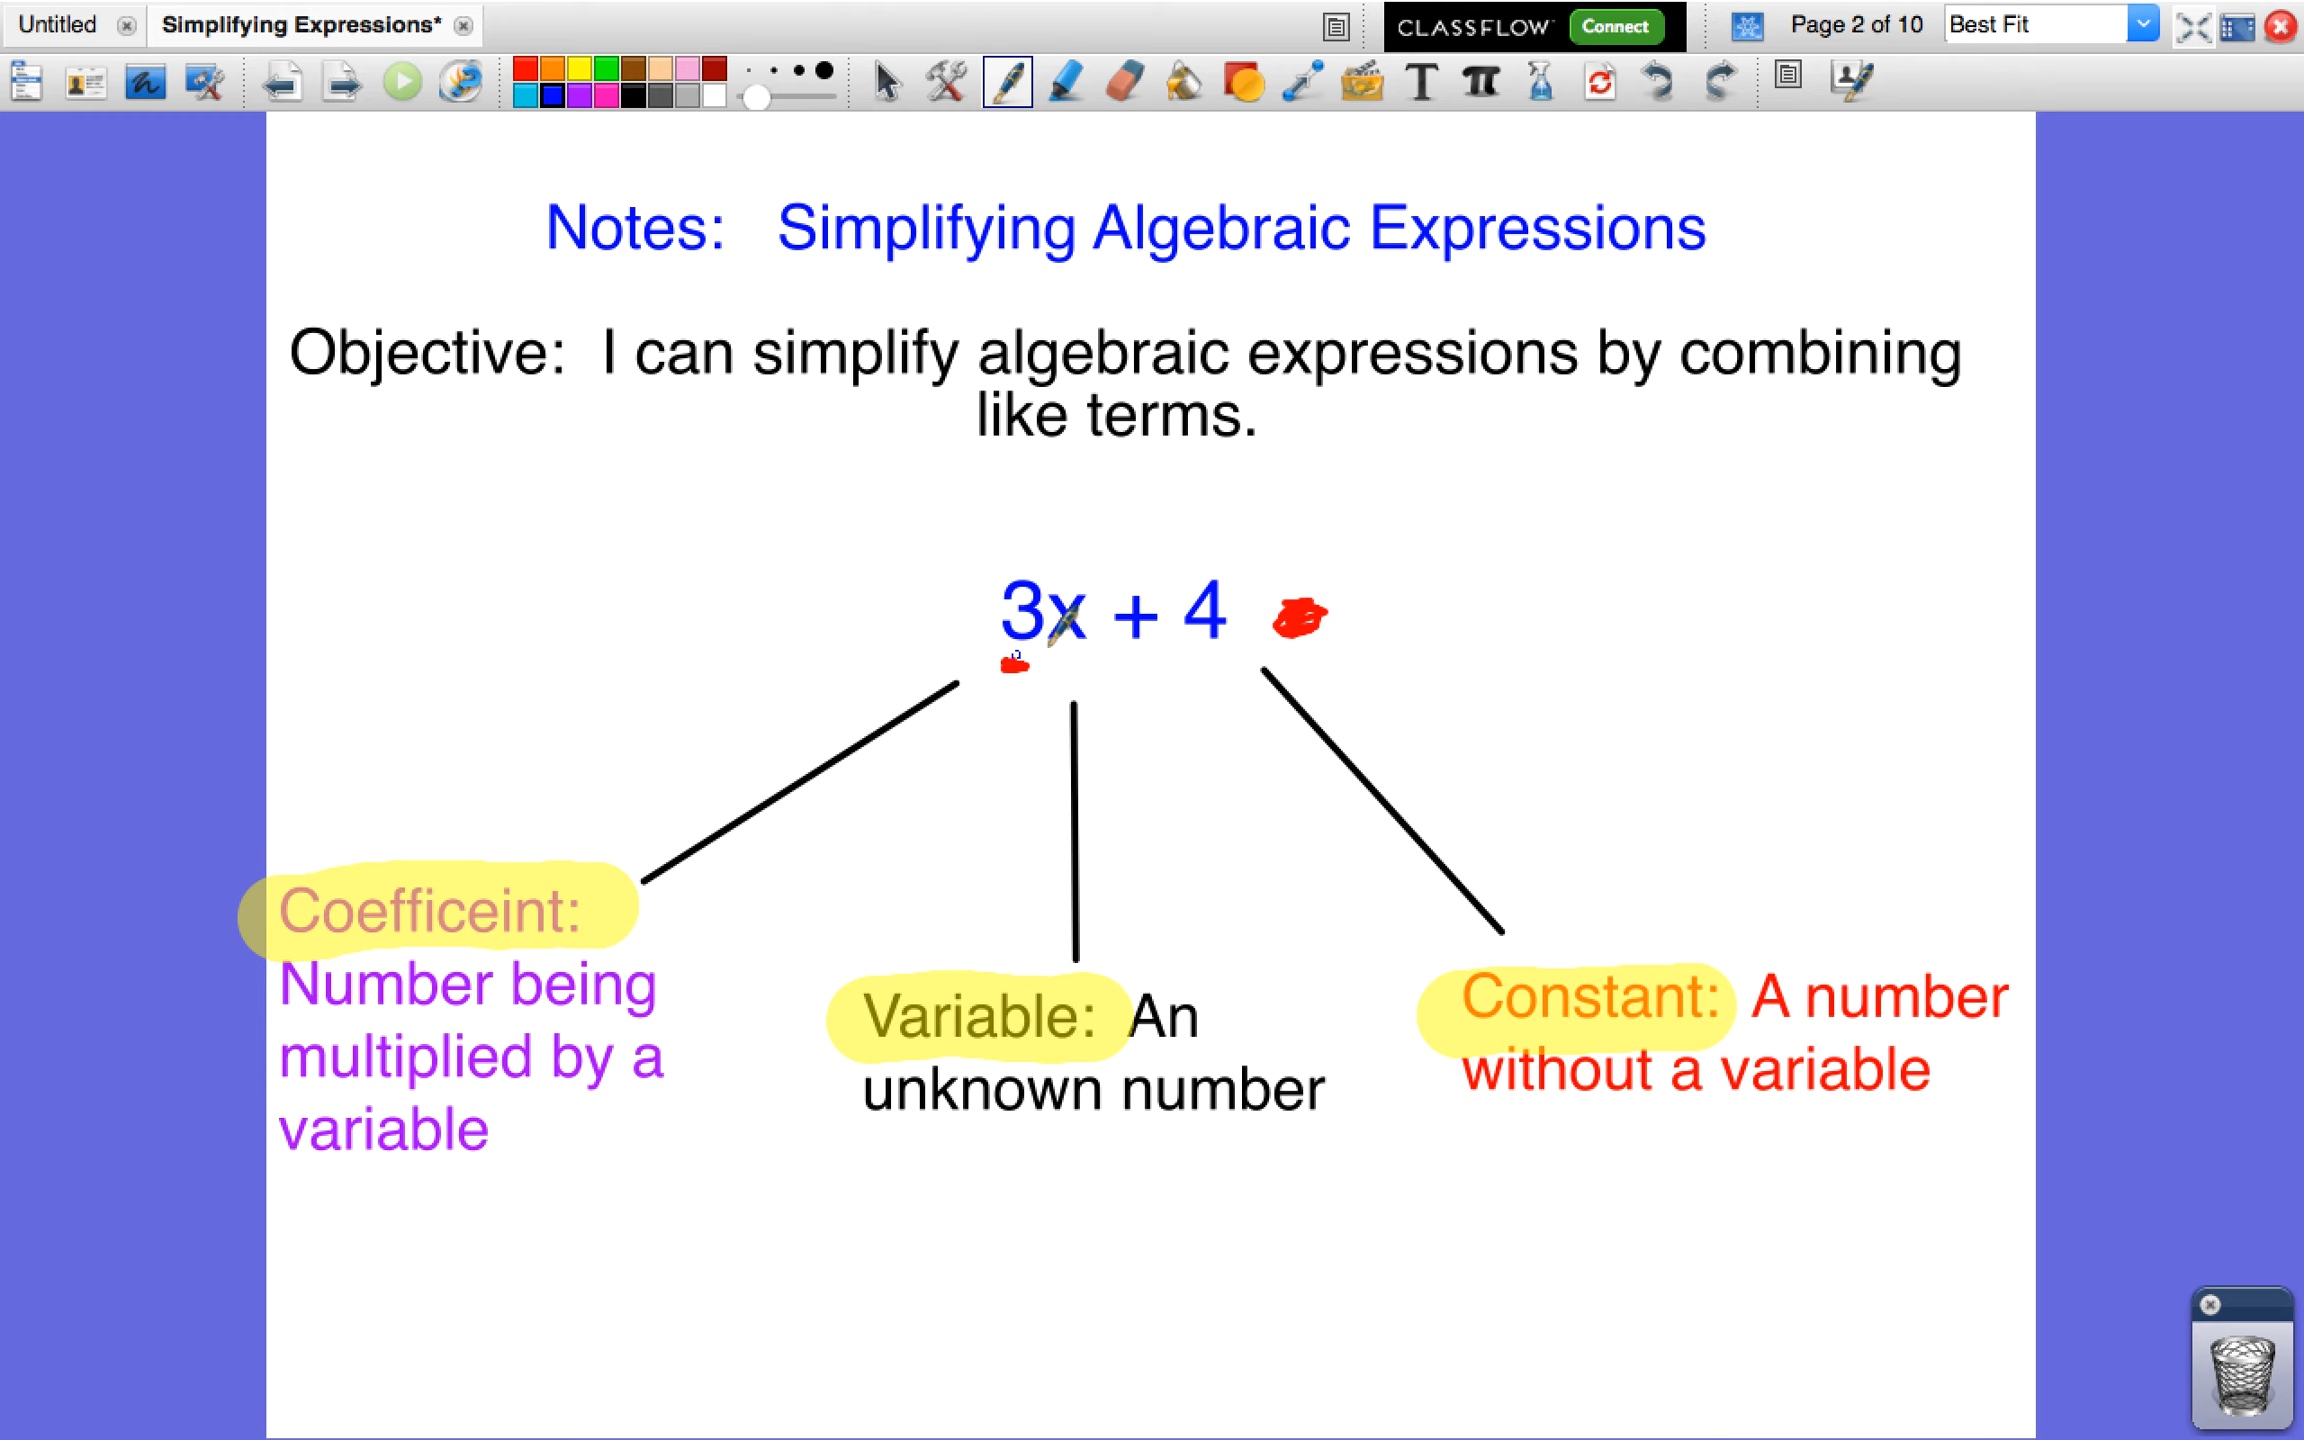 Untitled
Simplifying Expressions*
CLASSFLOW Connect
Page 2 of 10
Best Fit
Notes: Simplifying Algebraic Expressions
Objective: I can simplify algebraic expressions by combining
like terms.
3x + 4
Coefficeint:
Number being
multiplied by a
variable
Variable: An
unknown number
Constant: A number
without a variable